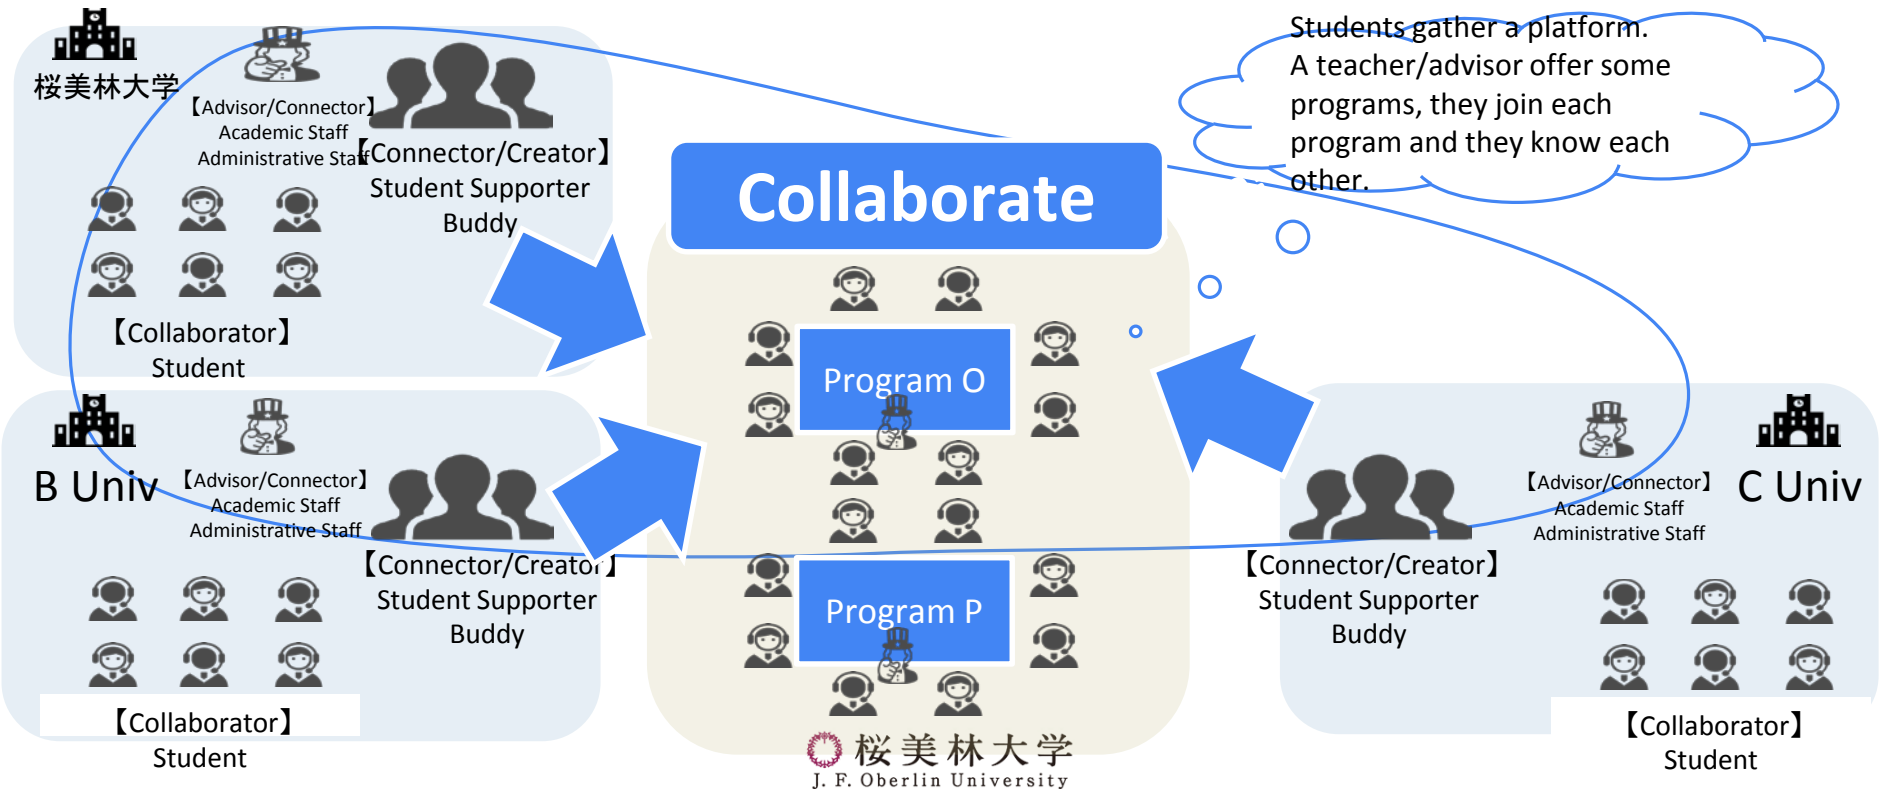 桜美林大学
【Advisor/Connector】
Academic Staff
Administrative Staff
【Connector/Creator】
Student Supporter
Buddy
【Collaborator】
Student
B Univ
【Advisor/Connector】
Academic Staff
Administrative Staff
【Connector/Creator】
Student Supporter
Buddy
【Collaborator】
Student
Collaborate
Program O
Program P
桜美林大学
J. F. Oberlin University
Students gather a platform.
A teacher/advisor offer some
programs, they join each
program and they know each
other.
C Univ
【Advisor/Connector】
Academic Staff
Administrative Staff
【Connector/Creator】
Student Supporter
Buddy
【Collaborator】
Student